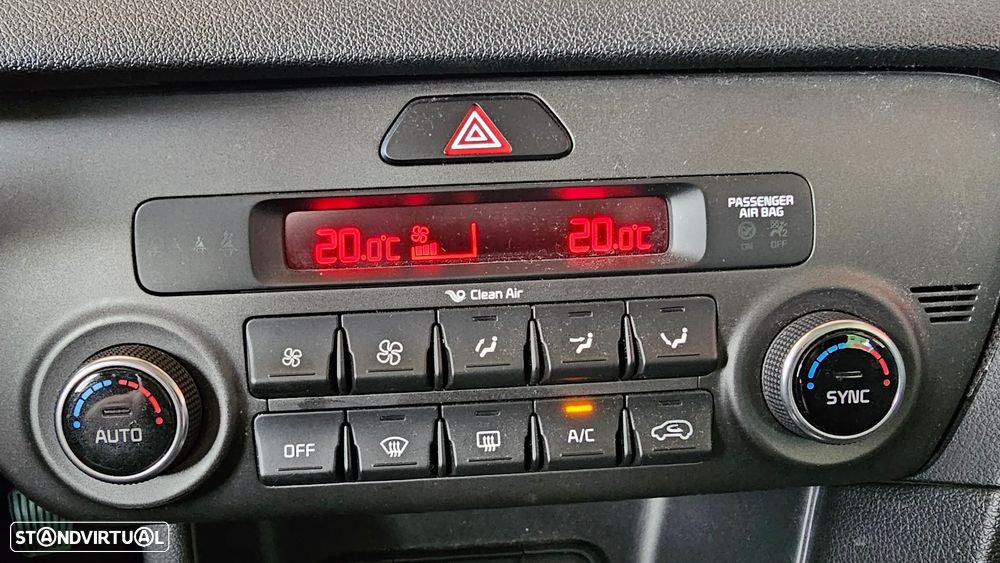 PASSENGER
AIR BAG
20.0°C
20.0°C
ON
OFF
Clean Air
AUTO
SYNC
OFF
A/C
STANDVIRTUAL